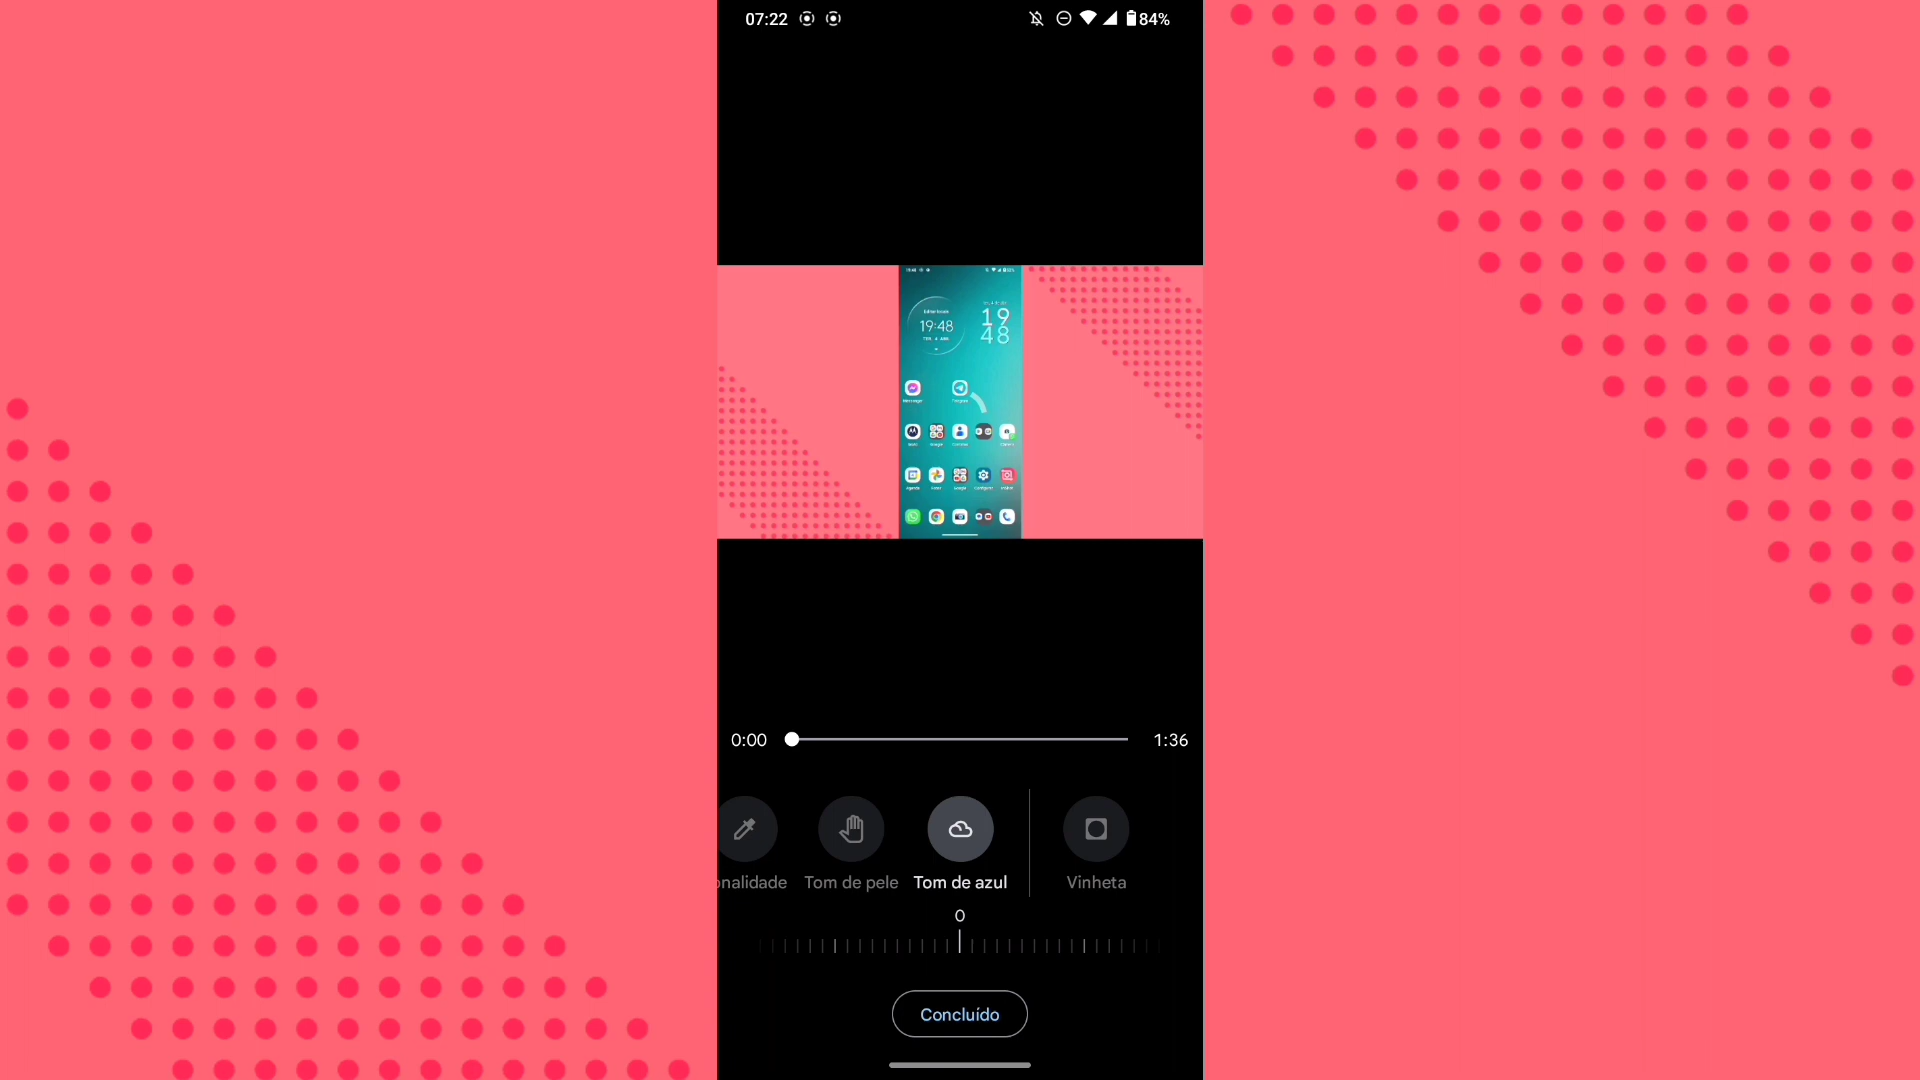 07:22
84%
19:48
19
48
0:00
1:36
onalidade
Tom de pele
Tom de azul
Vinheta
0
Concluído